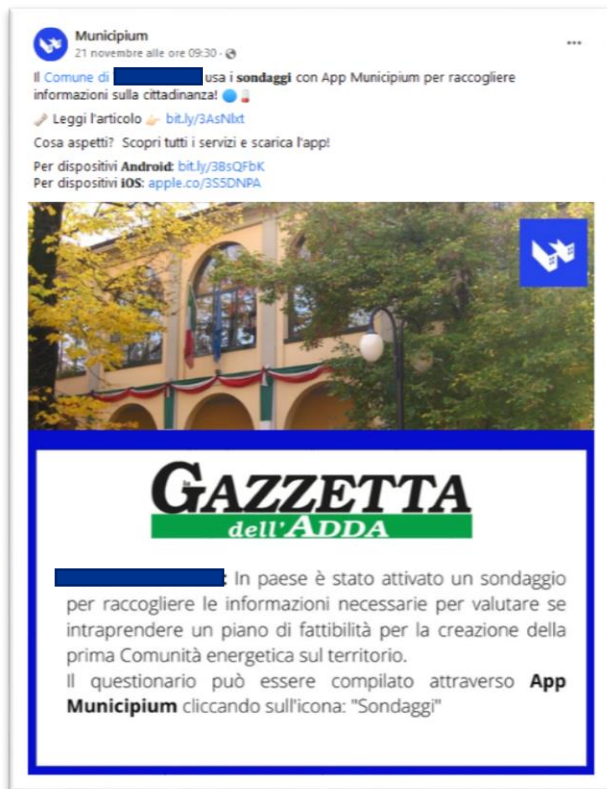 Municipium
21 novembre alle ore 09:30 ·
Il Comune di usa i sondaggi con App Municipium per raccogliere
informazioni sulla cittadinanza!
Leggi l'articolo bit.ly/3AsNlxt
Cosa aspetti? Scopri tutti i servizi e scarica l'app!
Per dispositivi Android: bit.ly/3BsQFbK
Per dispositivi iOS: apple.co/3S5DNPA
la GAZZETTA
dell'ADDA
: In paese è stato attivato un sondaggio
per raccogliere le informazioni necessarie per valutare se
intraprendere un piano di fattibilità per la creazione della
prima Comunità energetica sul territorio.
Il questionario può essere compilato attraverso App
Municipium cliccando sull'icona: "Sondaggi"